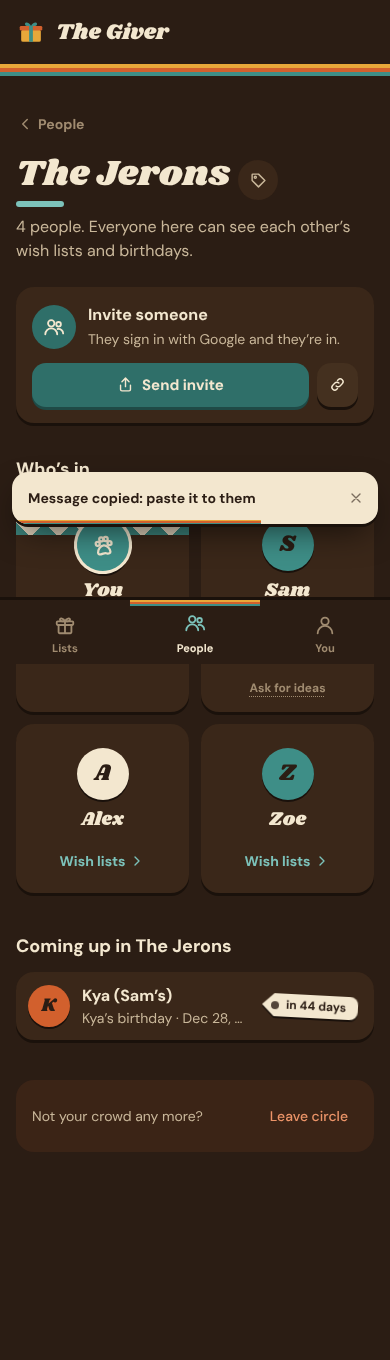 The Giver
People
The Jerons
4 people. Everyone here can see each other’s
wish lists and birthdays.
Invite someone
They sign in with Google and they’re in.
Send invite
Who’s in
Message copied: paste it to them
S
You
Sam
Lists
People
You
Ask for ideas
A
Z
Alex
Zoe
Wish lists
Wish lists
Coming up in The Jerons
K
Kya (Sam’s)
Kya’s birthday · Dec 28, …
in 44 days
Not your crowd any more?
Leave circle